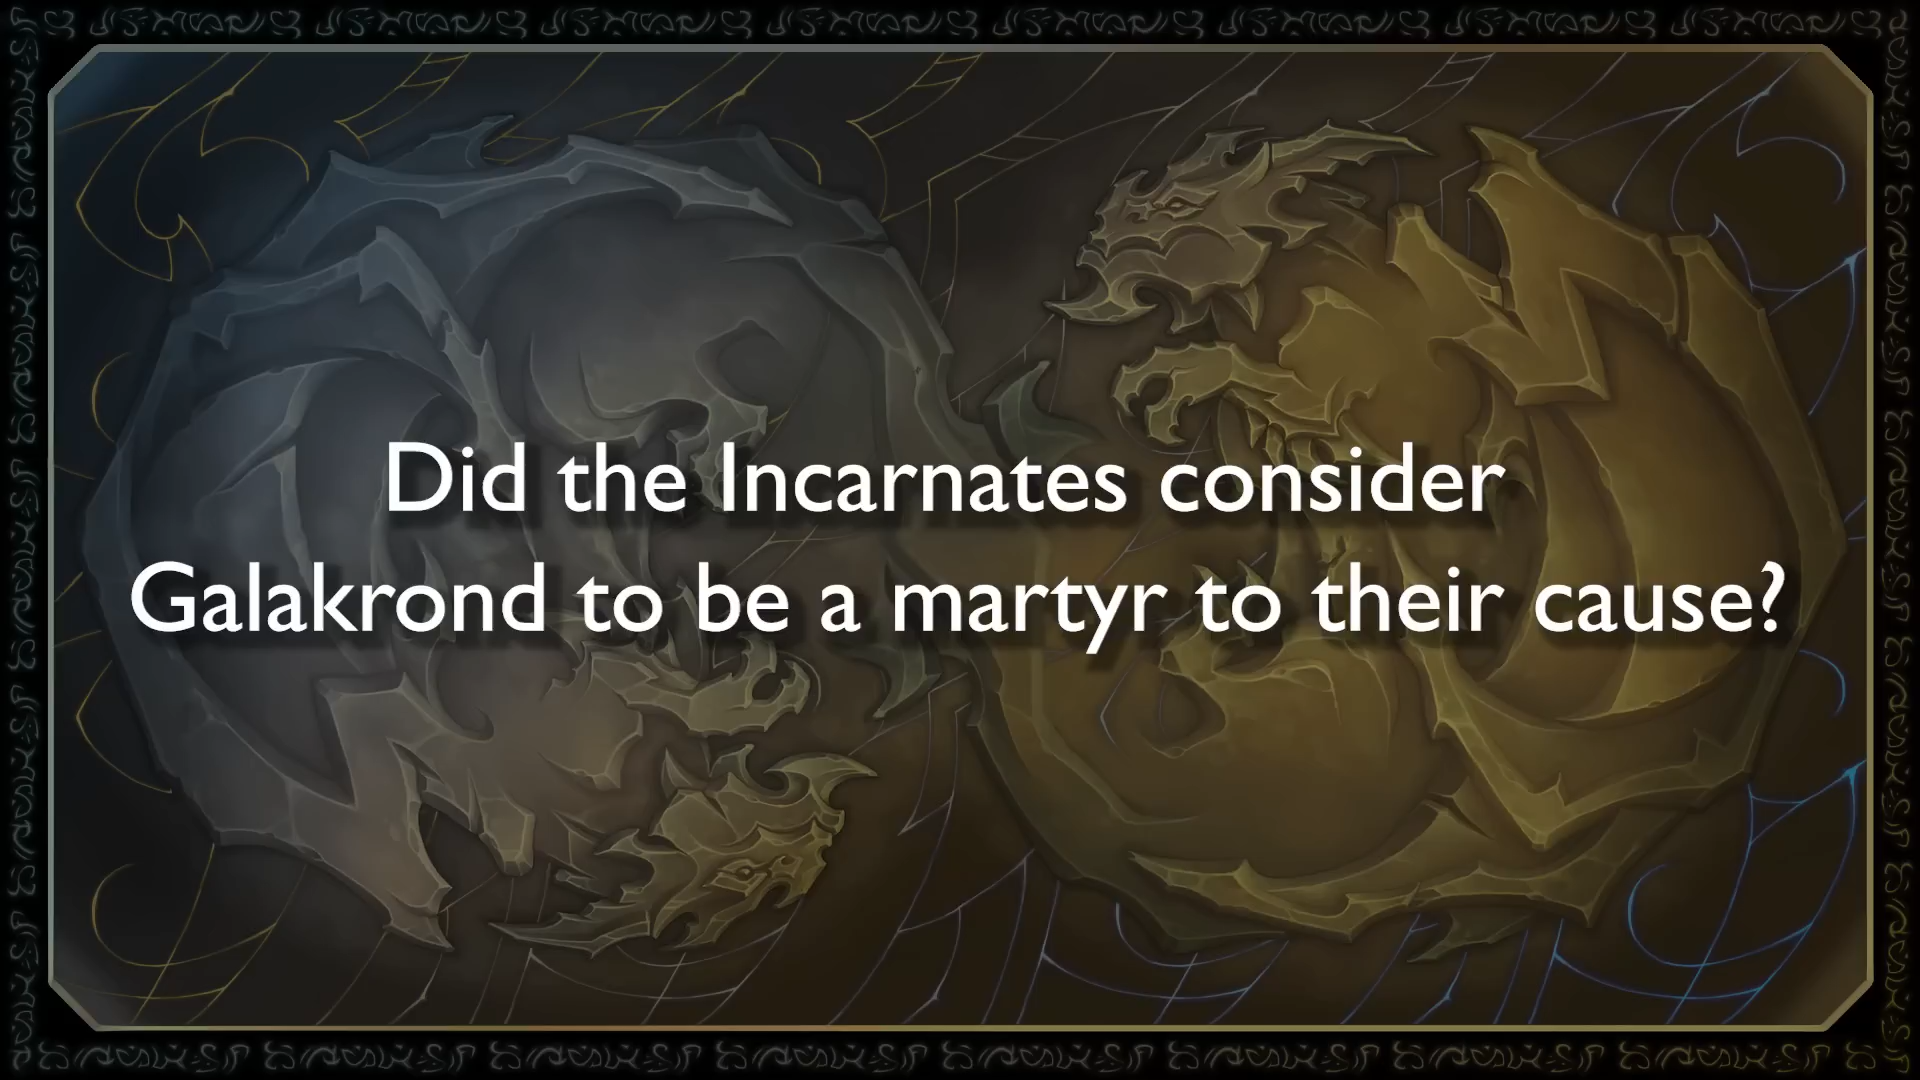 Did the Incarnates consider
Galakrond to be a martyr to their cause?